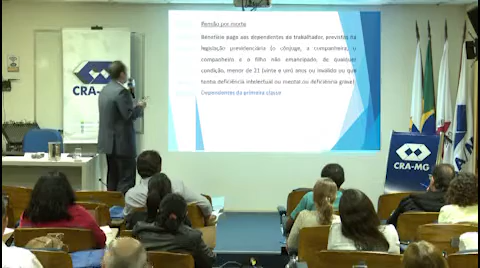 Pensão por morte
Benefício pago aos dependentes do trabalhador, previstos na
legislação previdenciária (o cônjuge, a companheira, o
companheiro e o filho não emancipado, de qualquer
condição, menor de 21 (vinte e um) anos ou inválido ou que
tenha deficiência intelectual ou mental ou deficiência grave).
Dependentes da primeira classe
CRA-MG
CRA-MG